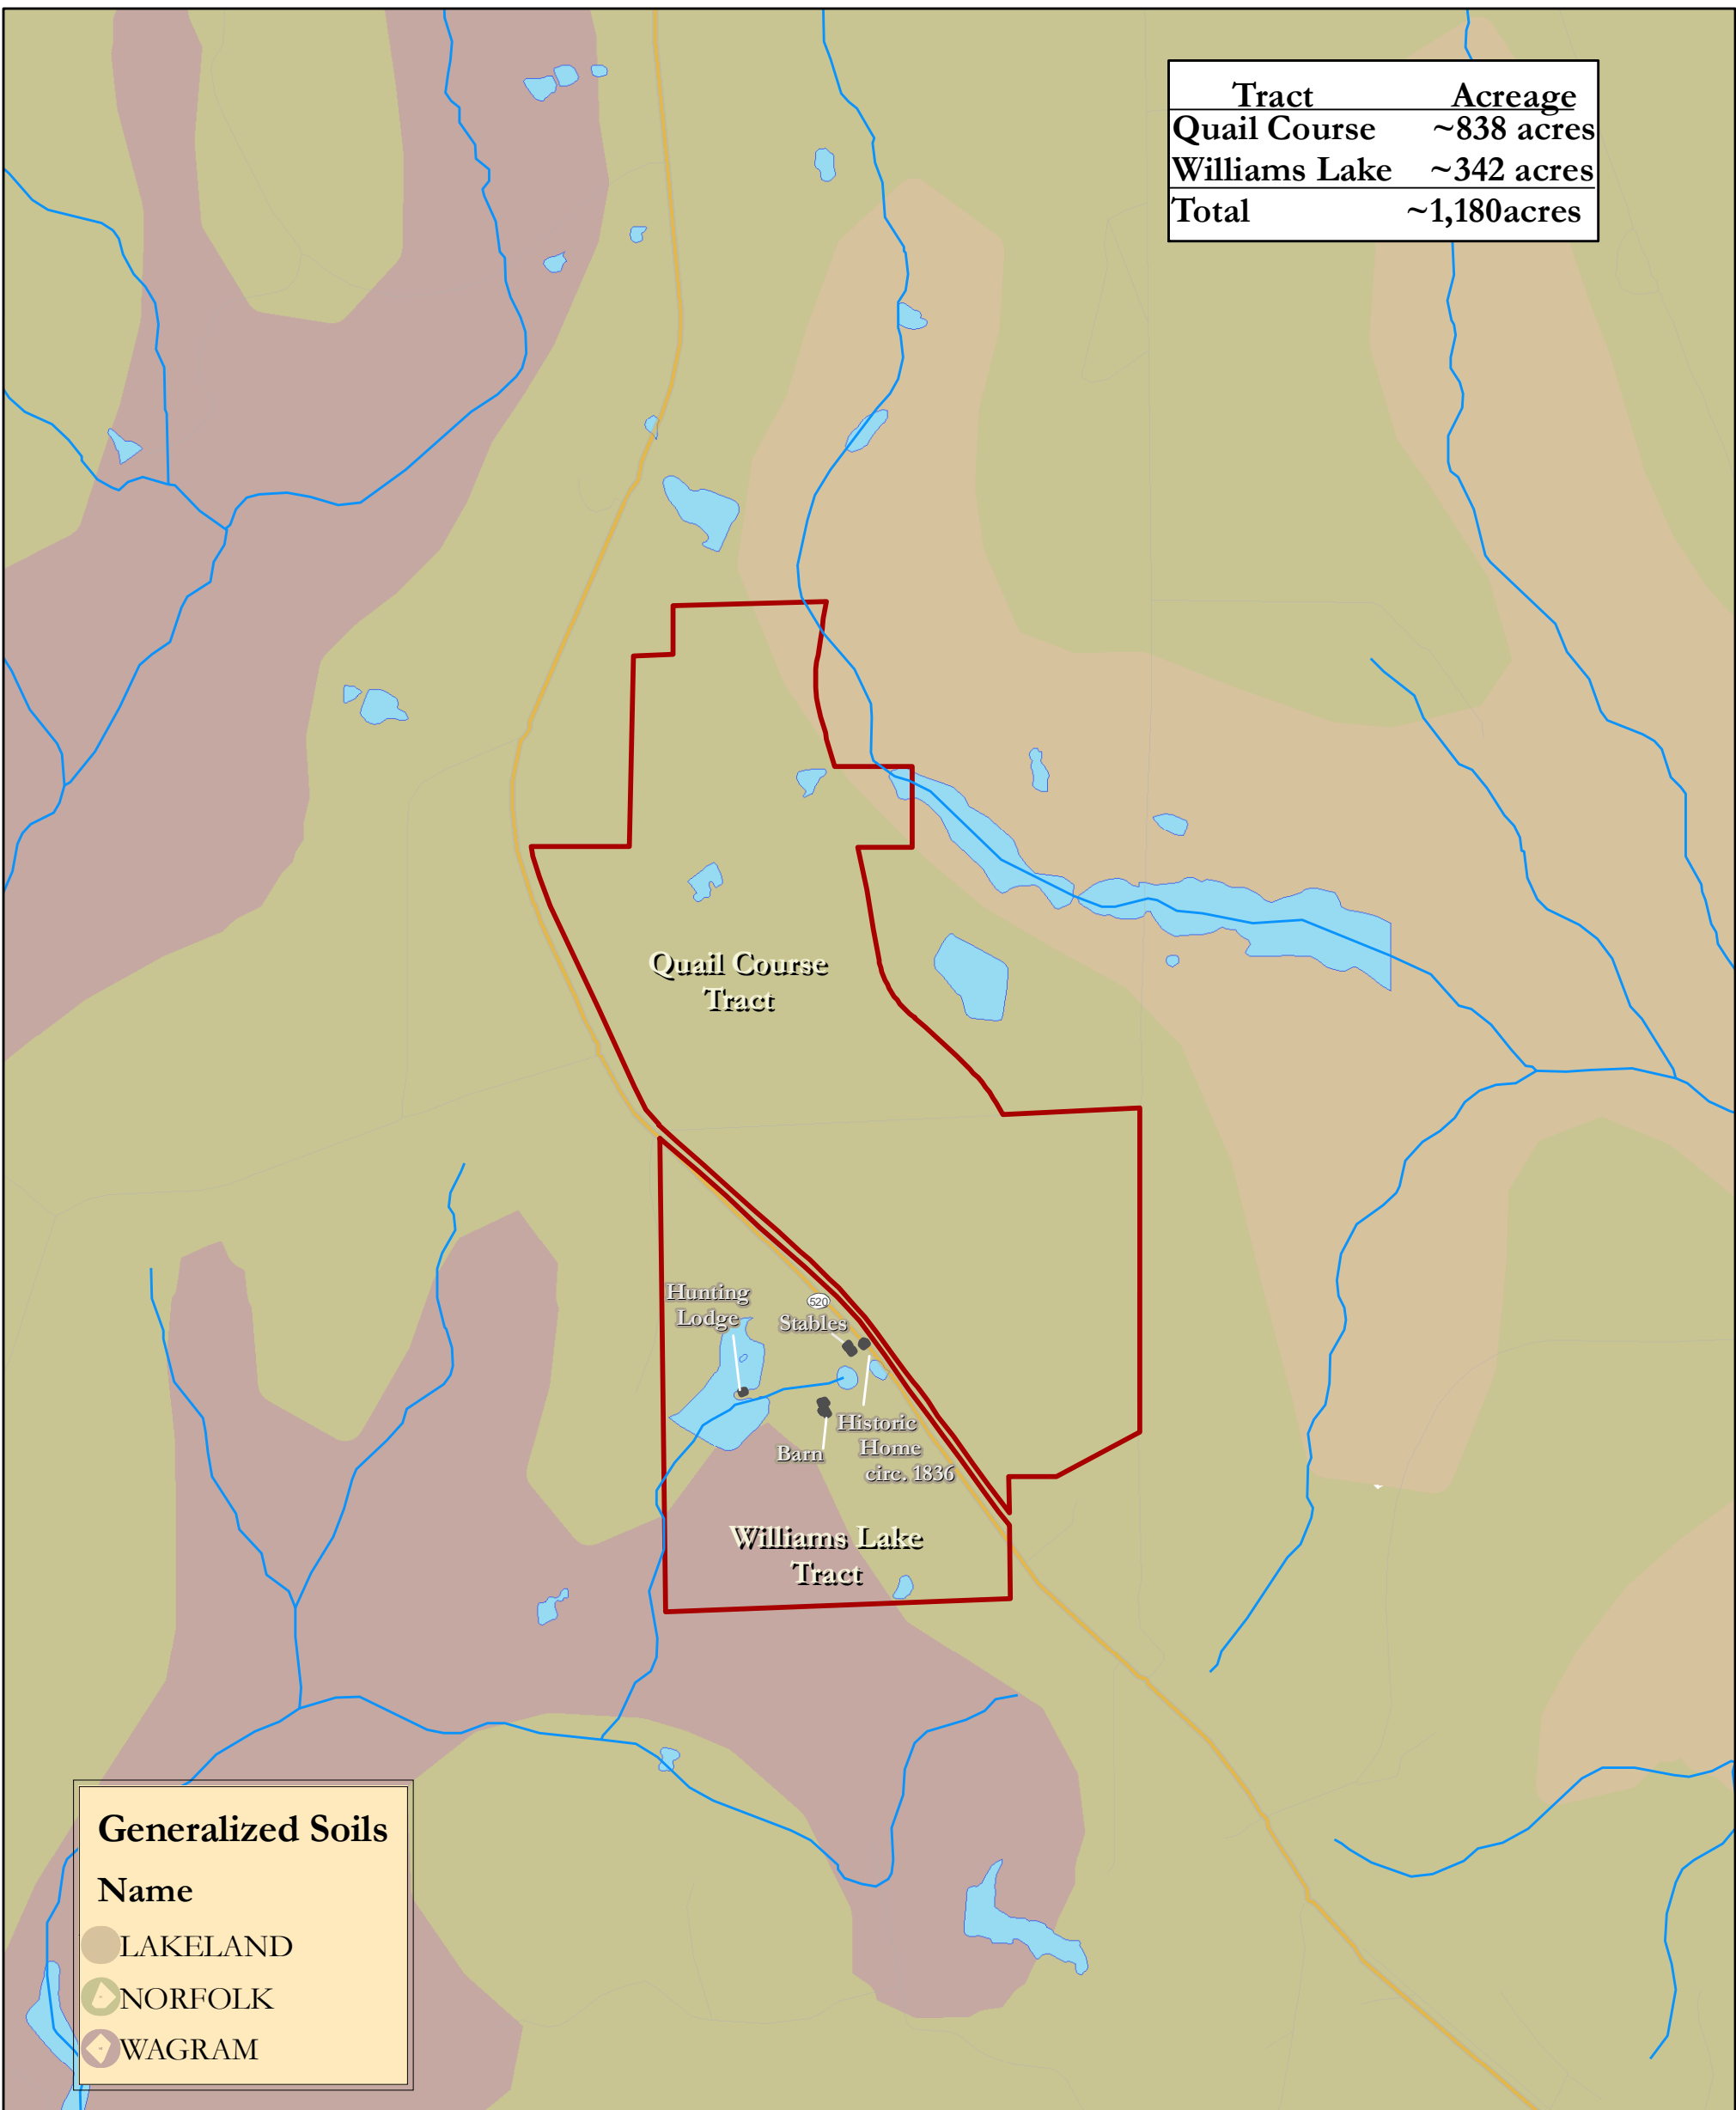 Tract Acreage
Quail Course ~838 acres
Williams Lake ~342 acres
Total ~1,180acres
Quail Course
Tract
Hunting
Lodge
520
Stables
Historic
Home
circ. 1836
Barn
Williams Lake
Tract
Generalized Soils
Name
LAKELAND
NORFOLK
WAGRAM